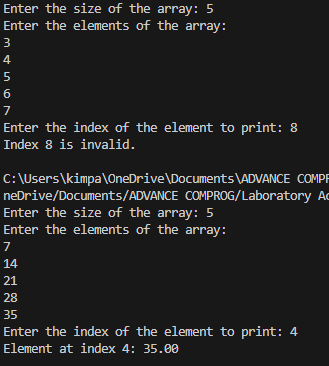 Enter the size of the array: 5
Enter the elements of the array:
3
4
5
6
7
Enter the index of the element to print: 8
Index 8 is invalid.
C:\Users\kimpa\OneDrive\Documents\ADVANCE COMPR
neDrive/Documents/ADVANCE COMPROG/Laboratory Ac
Enter the size of the array: 5
Enter the elements of the array:
7
14
21
28
35
Enter the index of the element to print: 4
Element at index 4: 35.00